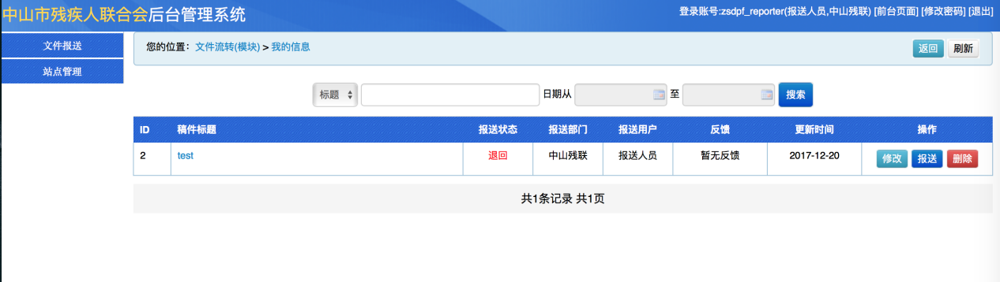 中山市残疾人联合会后台管理系统
登录账号:zsdpf_reporter(报送人员,中山残联) [前台页面] [修改密码] [退出]
文件报送
站点管理
您的位置：文件流转(模块) > 我的信息
返回 刷新
标题 日期从 至 搜索
ID 稿件标题 报送状态 报送部门 报送用户 反馈 更新时间 操作
2 test 退回 中山残联 报送人员 暂无反馈 2017-12-20 修改 报送 删除
共1条记录 共1页